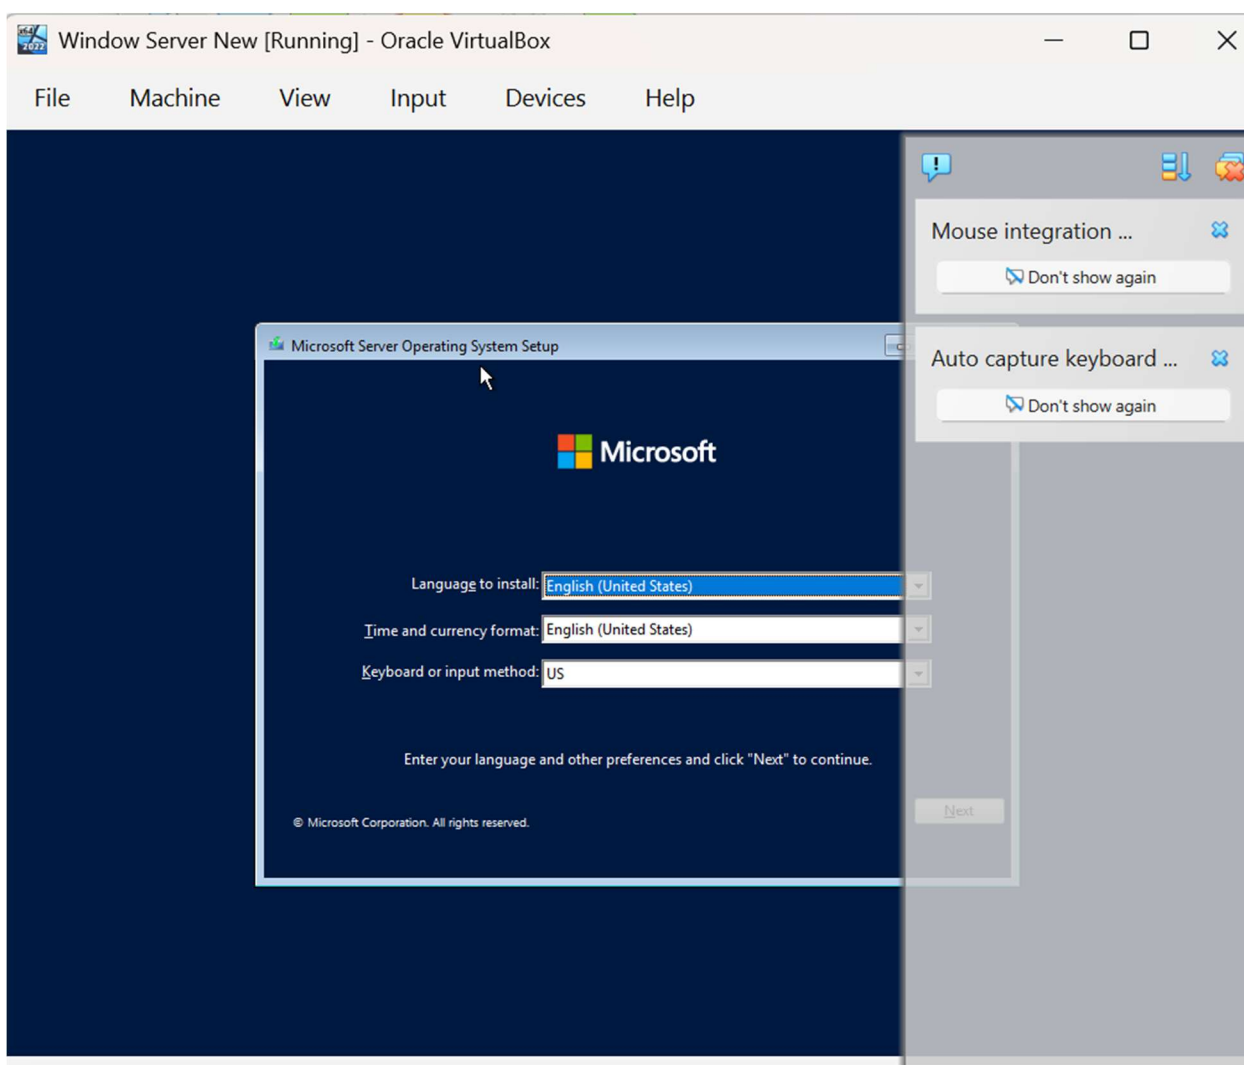 x64
2022
Window Server New [Running] - Oracle VirtualBox
File Machine View Input Devices Help
Mouse integration ...
Don't show again
Auto capture keyboard ...
Don't show again
Microsoft Server Operating System Setup
Microsoft
Language to install: English (United States)
Time and currency format: English (United States)
Keyboard or input method: US
Enter your language and other preferences and click "Next" to continue.
Next
© Microsoft Corporation. All rights reserved.